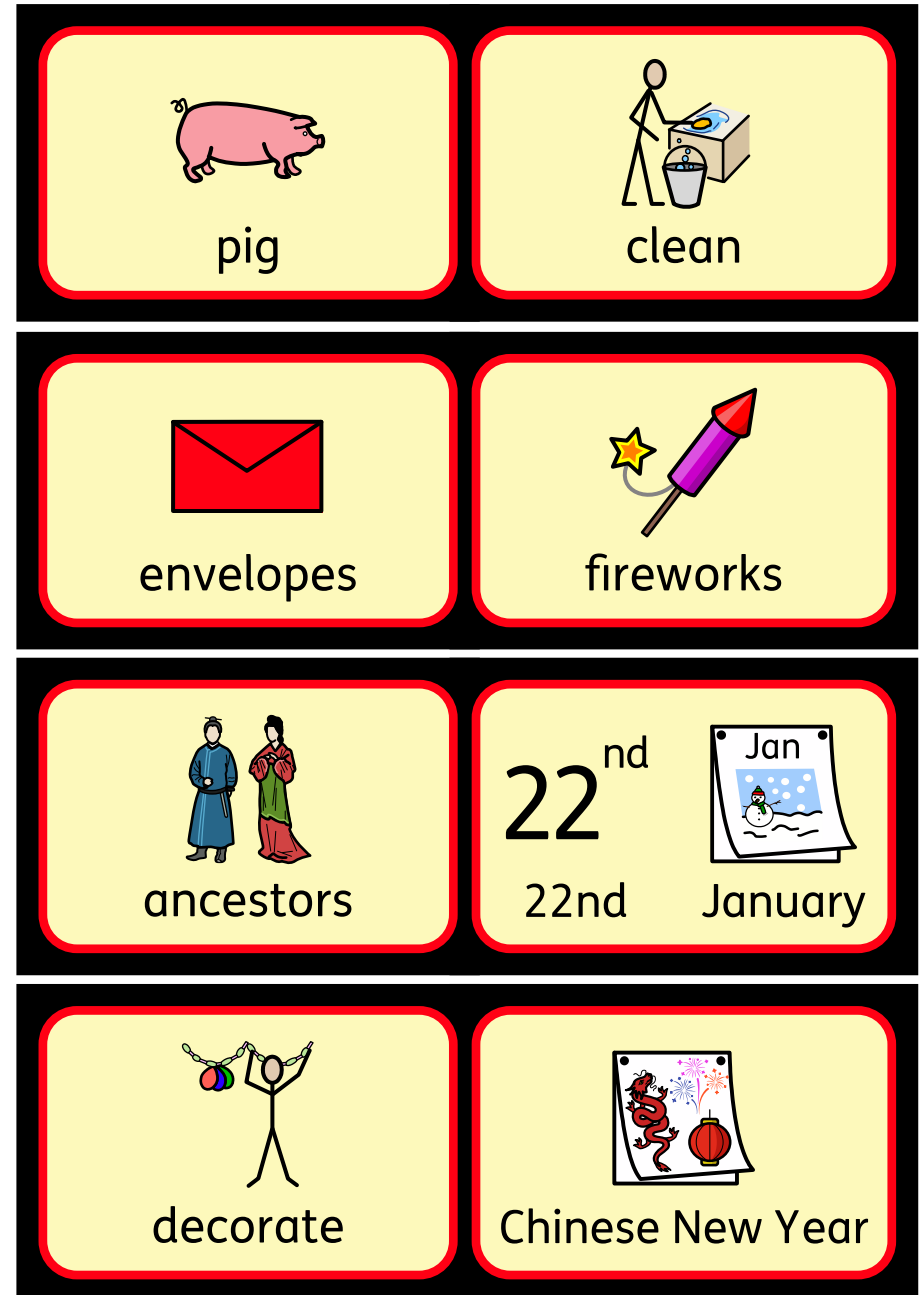 pig
clean
envelopes
fireworks
ancestors
22nd
Jan
22nd
January
decorate
Chinese New Year